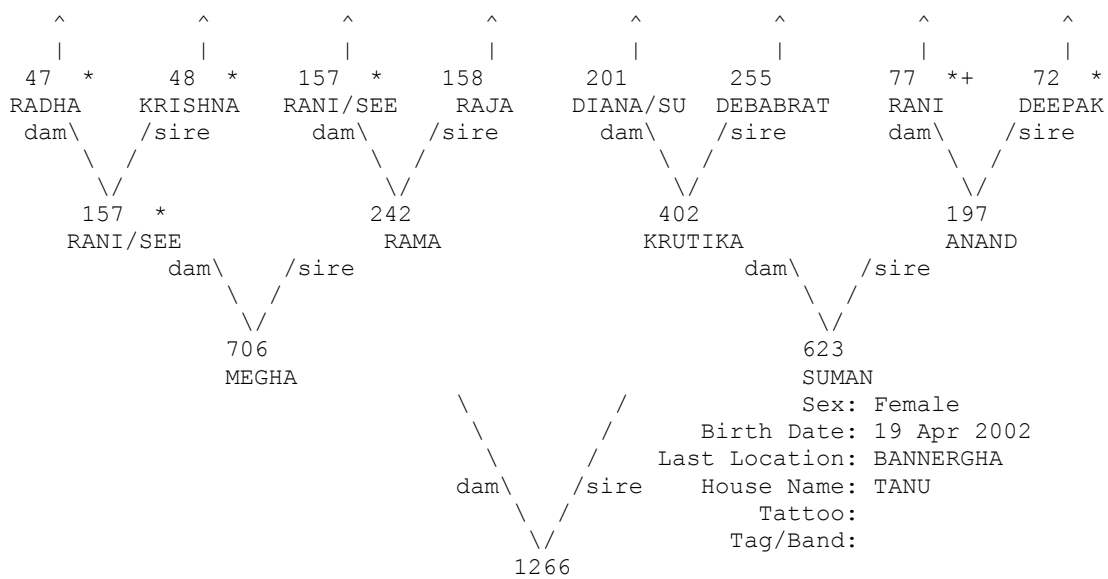 ^ ^ ^ ^ ^ ^ ^ ^
| | | | | | | |
47 * 48 * 157 * 158 201 255 77 *+ 72 *
RADHA KRISHNA RANI/SEE RAJA DIANA/SU DEBABRAT RANI DEEPAK
dam\ /sire dam\ /sire dam\ /sire dam\ /sire
\ / \ / \ / \ /
\/ \/ \/ \/
157 * 242 402 197
RANI/SEE RAMA KRUTIKA ANAND
dam\ /sire dam\ /sire
\ / \ /
\/ \/
706 623
MEGHA SUMAN
\ / Sex: Female
\ / Birth Date: 19 Apr 2002
\ / Last Location: BANNERGHA
dam\ /sire House Name: TANU
\ / Tattoo:
\/ Tag/Band:
1266